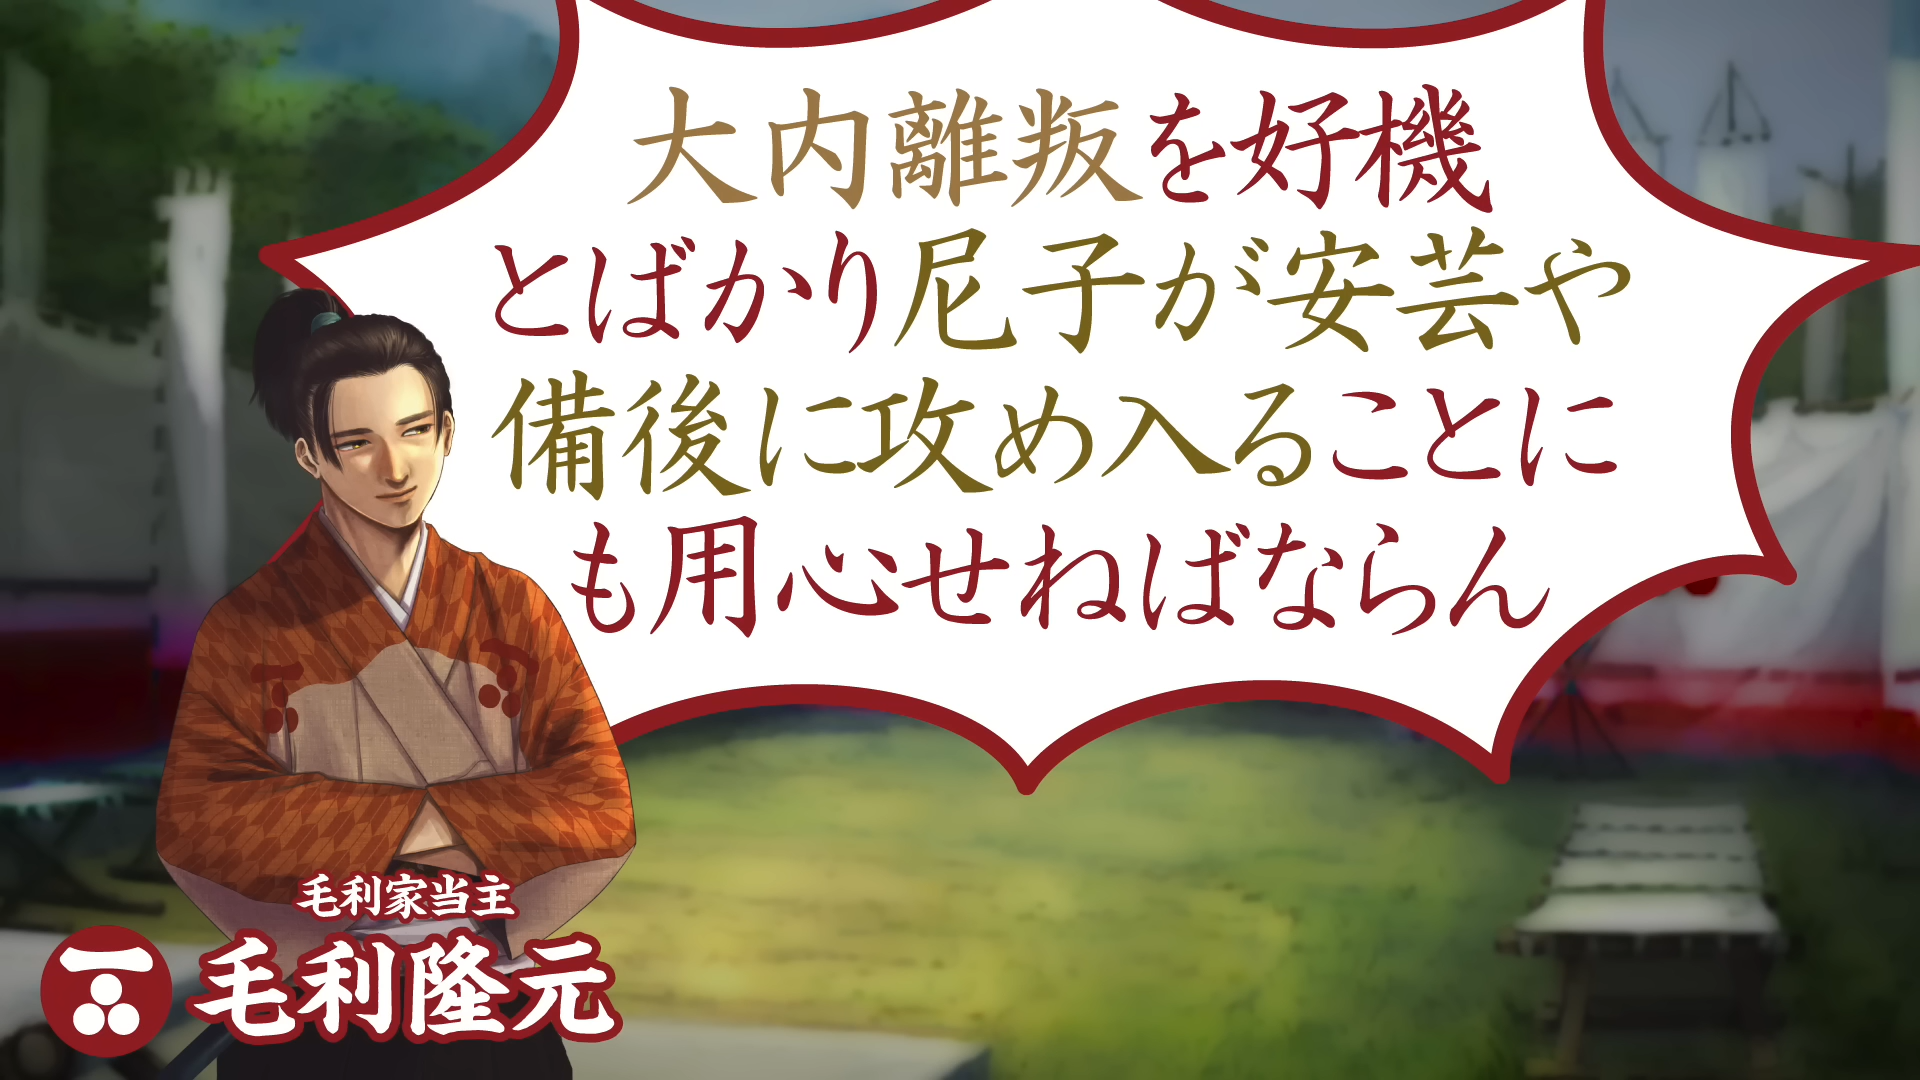 大内離叛を好機
とばかり尼子が安芸や
備後に攻め入ることに
も用心せねばならん
毛利家当主
毛利隆元